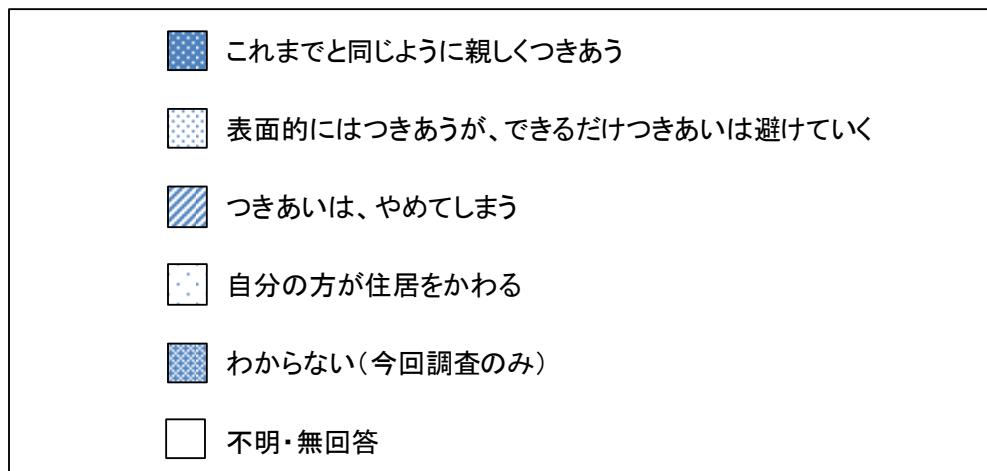 これまでと同じように親しくつきあう
表面的にはつきあうが、できるだけつきあいは避けていく
つきあいは、やめてしまう
自分の方が住居をかわる
わからない(今回調査のみ)
不明・無回答